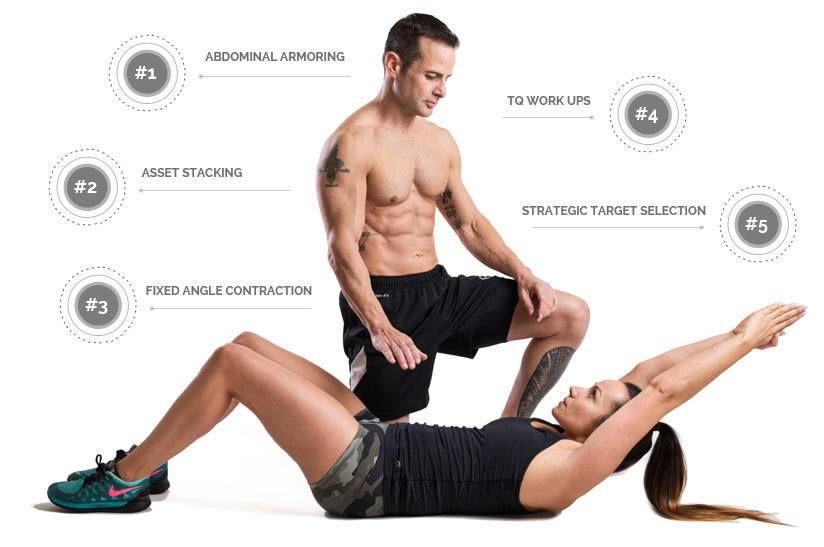 #1
ABDOMINAL ARMORING
#2
ASSET STACKING
#3
FIXED ANGLE CONTRACTION
TQ WORK UPS
#4
STRATEGIC TARGET SELECTION
#5